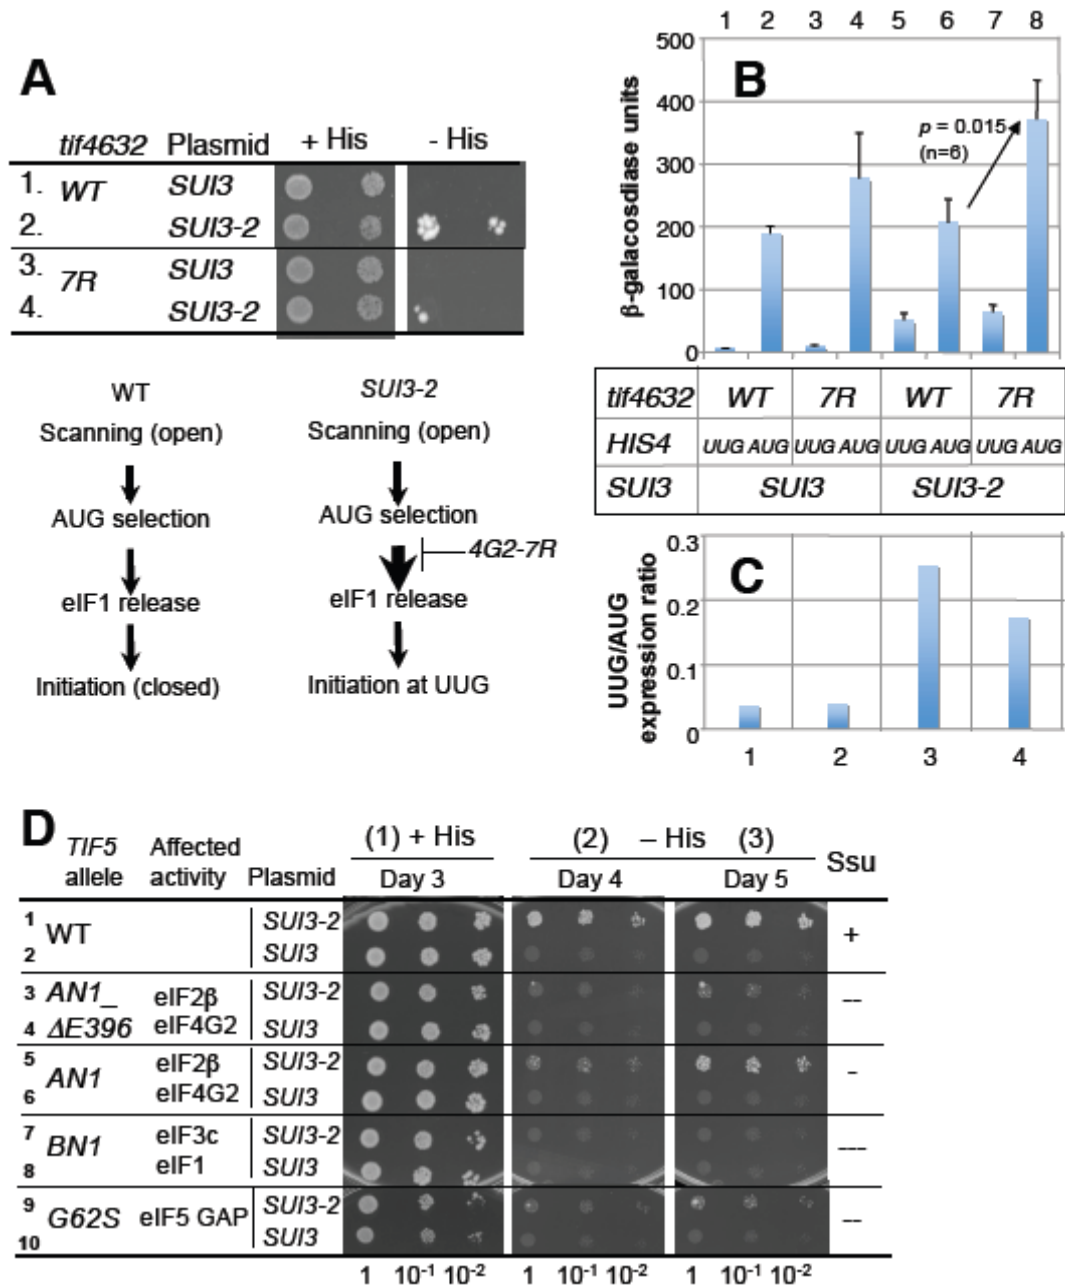 A
tif4632 Plasmid + His - His
1. WT SUI3
2. SUI3-2
3. 7R SUI3
4. SUI3-2
WT
Scanning (open)
AUG selection
eIF1 release
Initiation (closed)
SUI3-2
Scanning (open)
AUG selection
4G2-7R
eIF1 release
Initiation at UUG
1 2 3 4 5 6 7 8
B
β-galacosdiase units
500
400
300
200
100
0
p = 0.015
(n=6)
tif4632 WT 7R WT 7R
HIS4 UUG AUG UUG AUG UUG AUG UUG AUG
SUI3 SUI3 SUI3-2
C
UUG/AUG
expression ratio
0.3
0.2
0.1
0
1 2 3 4
D
TIF5 allele
Affected activity
Plasmid
(1) + His
(2) – His (3)
Day 3 Day 4 Day 5
Ssu
1 WT SUI3-2 +
2 SUI3
3 AN1_ eIF2β SUI3-2 --
4 ΔE396 eIF4G2 SUI3
5 AN1 eIF2β SUI3-2 -
6 eIF4G2 SUI3
7 BN1 eIF3c SUI3-2 ---
8 eIF1 SUI3
9 G62S eIF5 GAP SUI3-2 --
10 SUI3
1 10⁻¹ 10⁻² 1 10⁻¹ 10⁻² 1 10⁻¹ 10⁻²